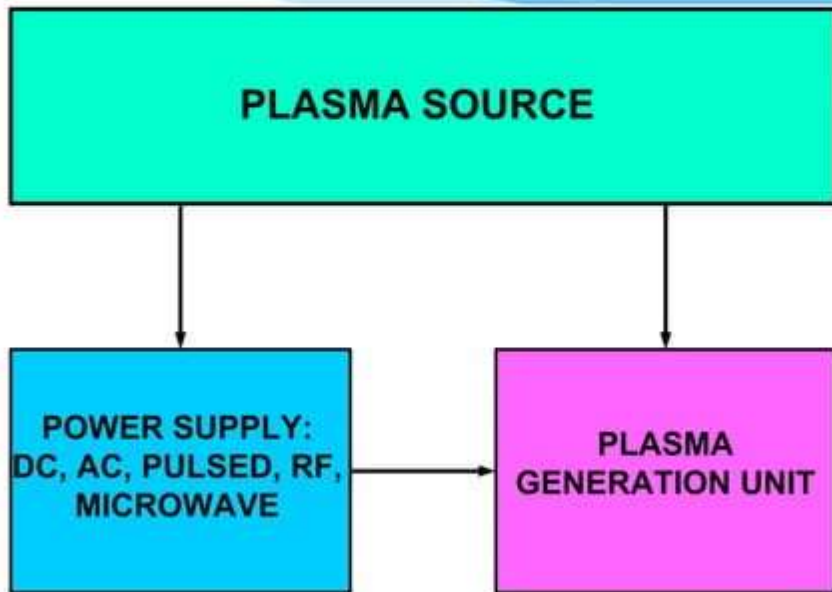 PLASMA SOURCE
POWER SUPPLY:
DC, AC, PULSED, RF,
MICROWAVE
PLASMA
GENERATION UNIT